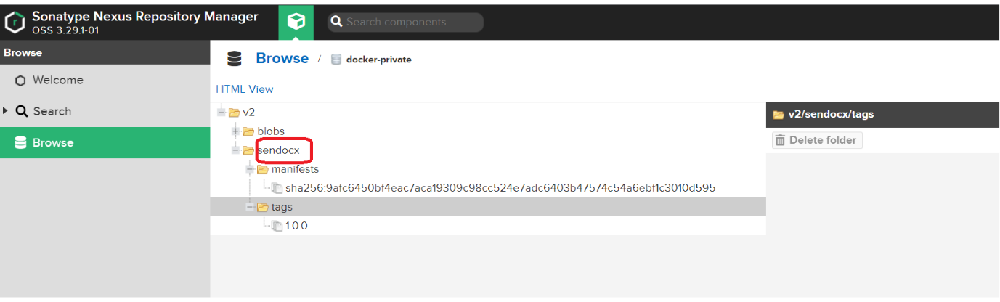 Sonatype Nexus Repository Manager
OSS 3.29.1-01
Search components
Browse
Welcome
Search
Browse
Browse / docker-private
HTML View
v2
blobs
sendocx
manifests
sha256:9afc6450bf4eac7aca19309c98cc524e7adc6403b47574c54a6ebf1c3010d595
tags
1.0.0
v2/sendocx/tags
Delete folder